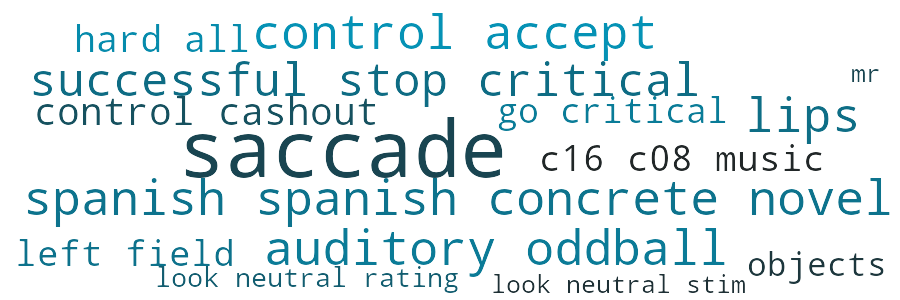 hard all control accept
successful stop critical mr
control cashout go critical lips
saccade c16 c08 music
spanish spanish concrete novel
left field auditory oddball objects
look neutral rating look neutral stim